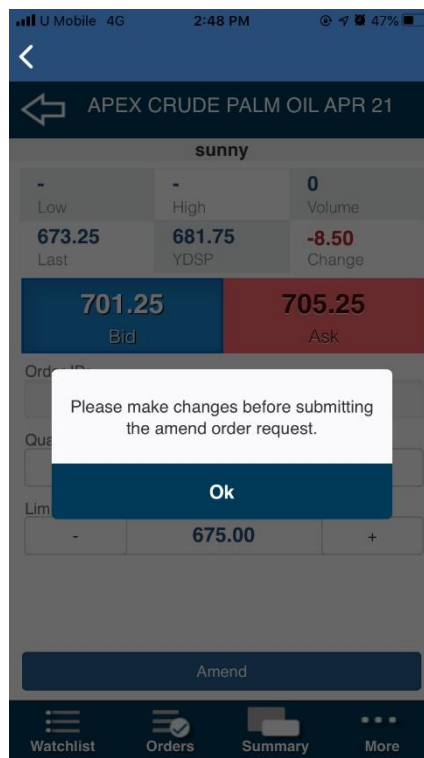 U Mobile 4G 2:48 PM 47%
APEX CRUDE PALM OIL APR 21
sunny
- - 0
Low High Volume
673.25 681.75 -8.50
Last YDSP Change
701.25 705.25
Bid Ask
Please make changes before submitting
the amend order request.
Ok
- 675.00 +
Amend
Watchlist Orders Summary More